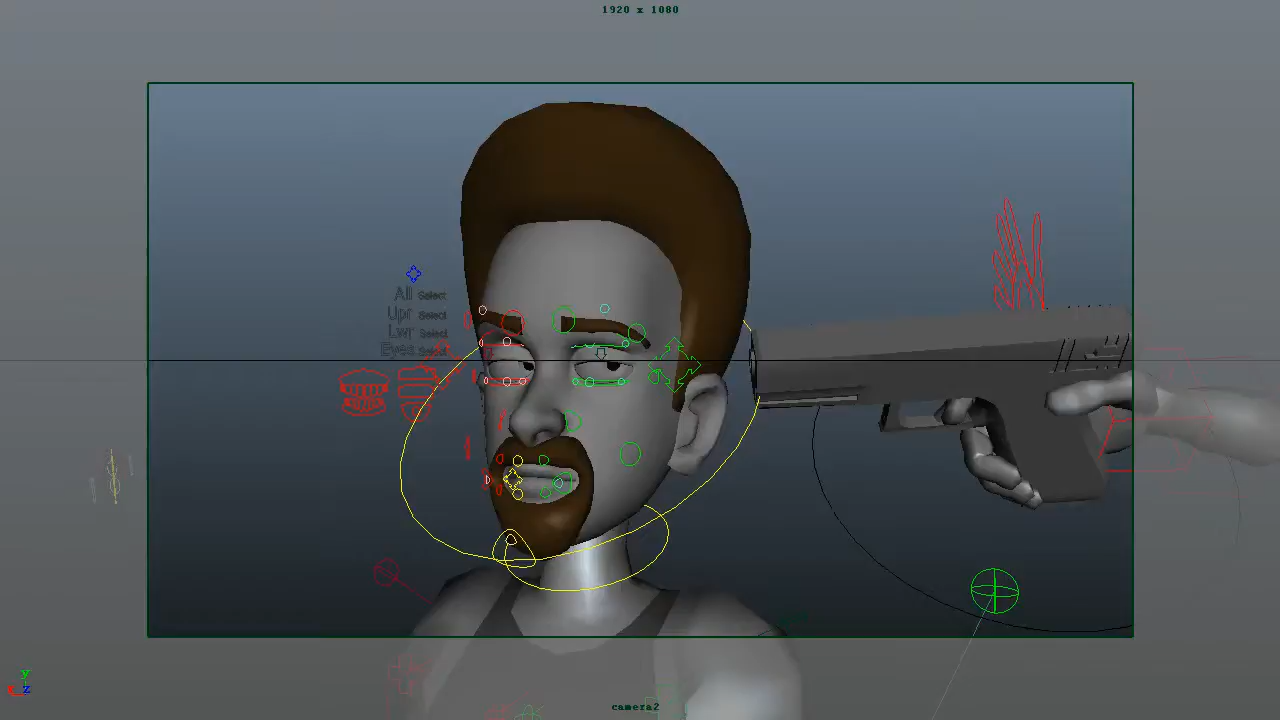 1920 x 1080
All Select
Upr Select
Lwr Select
Eyes Select
y
x z
camera2